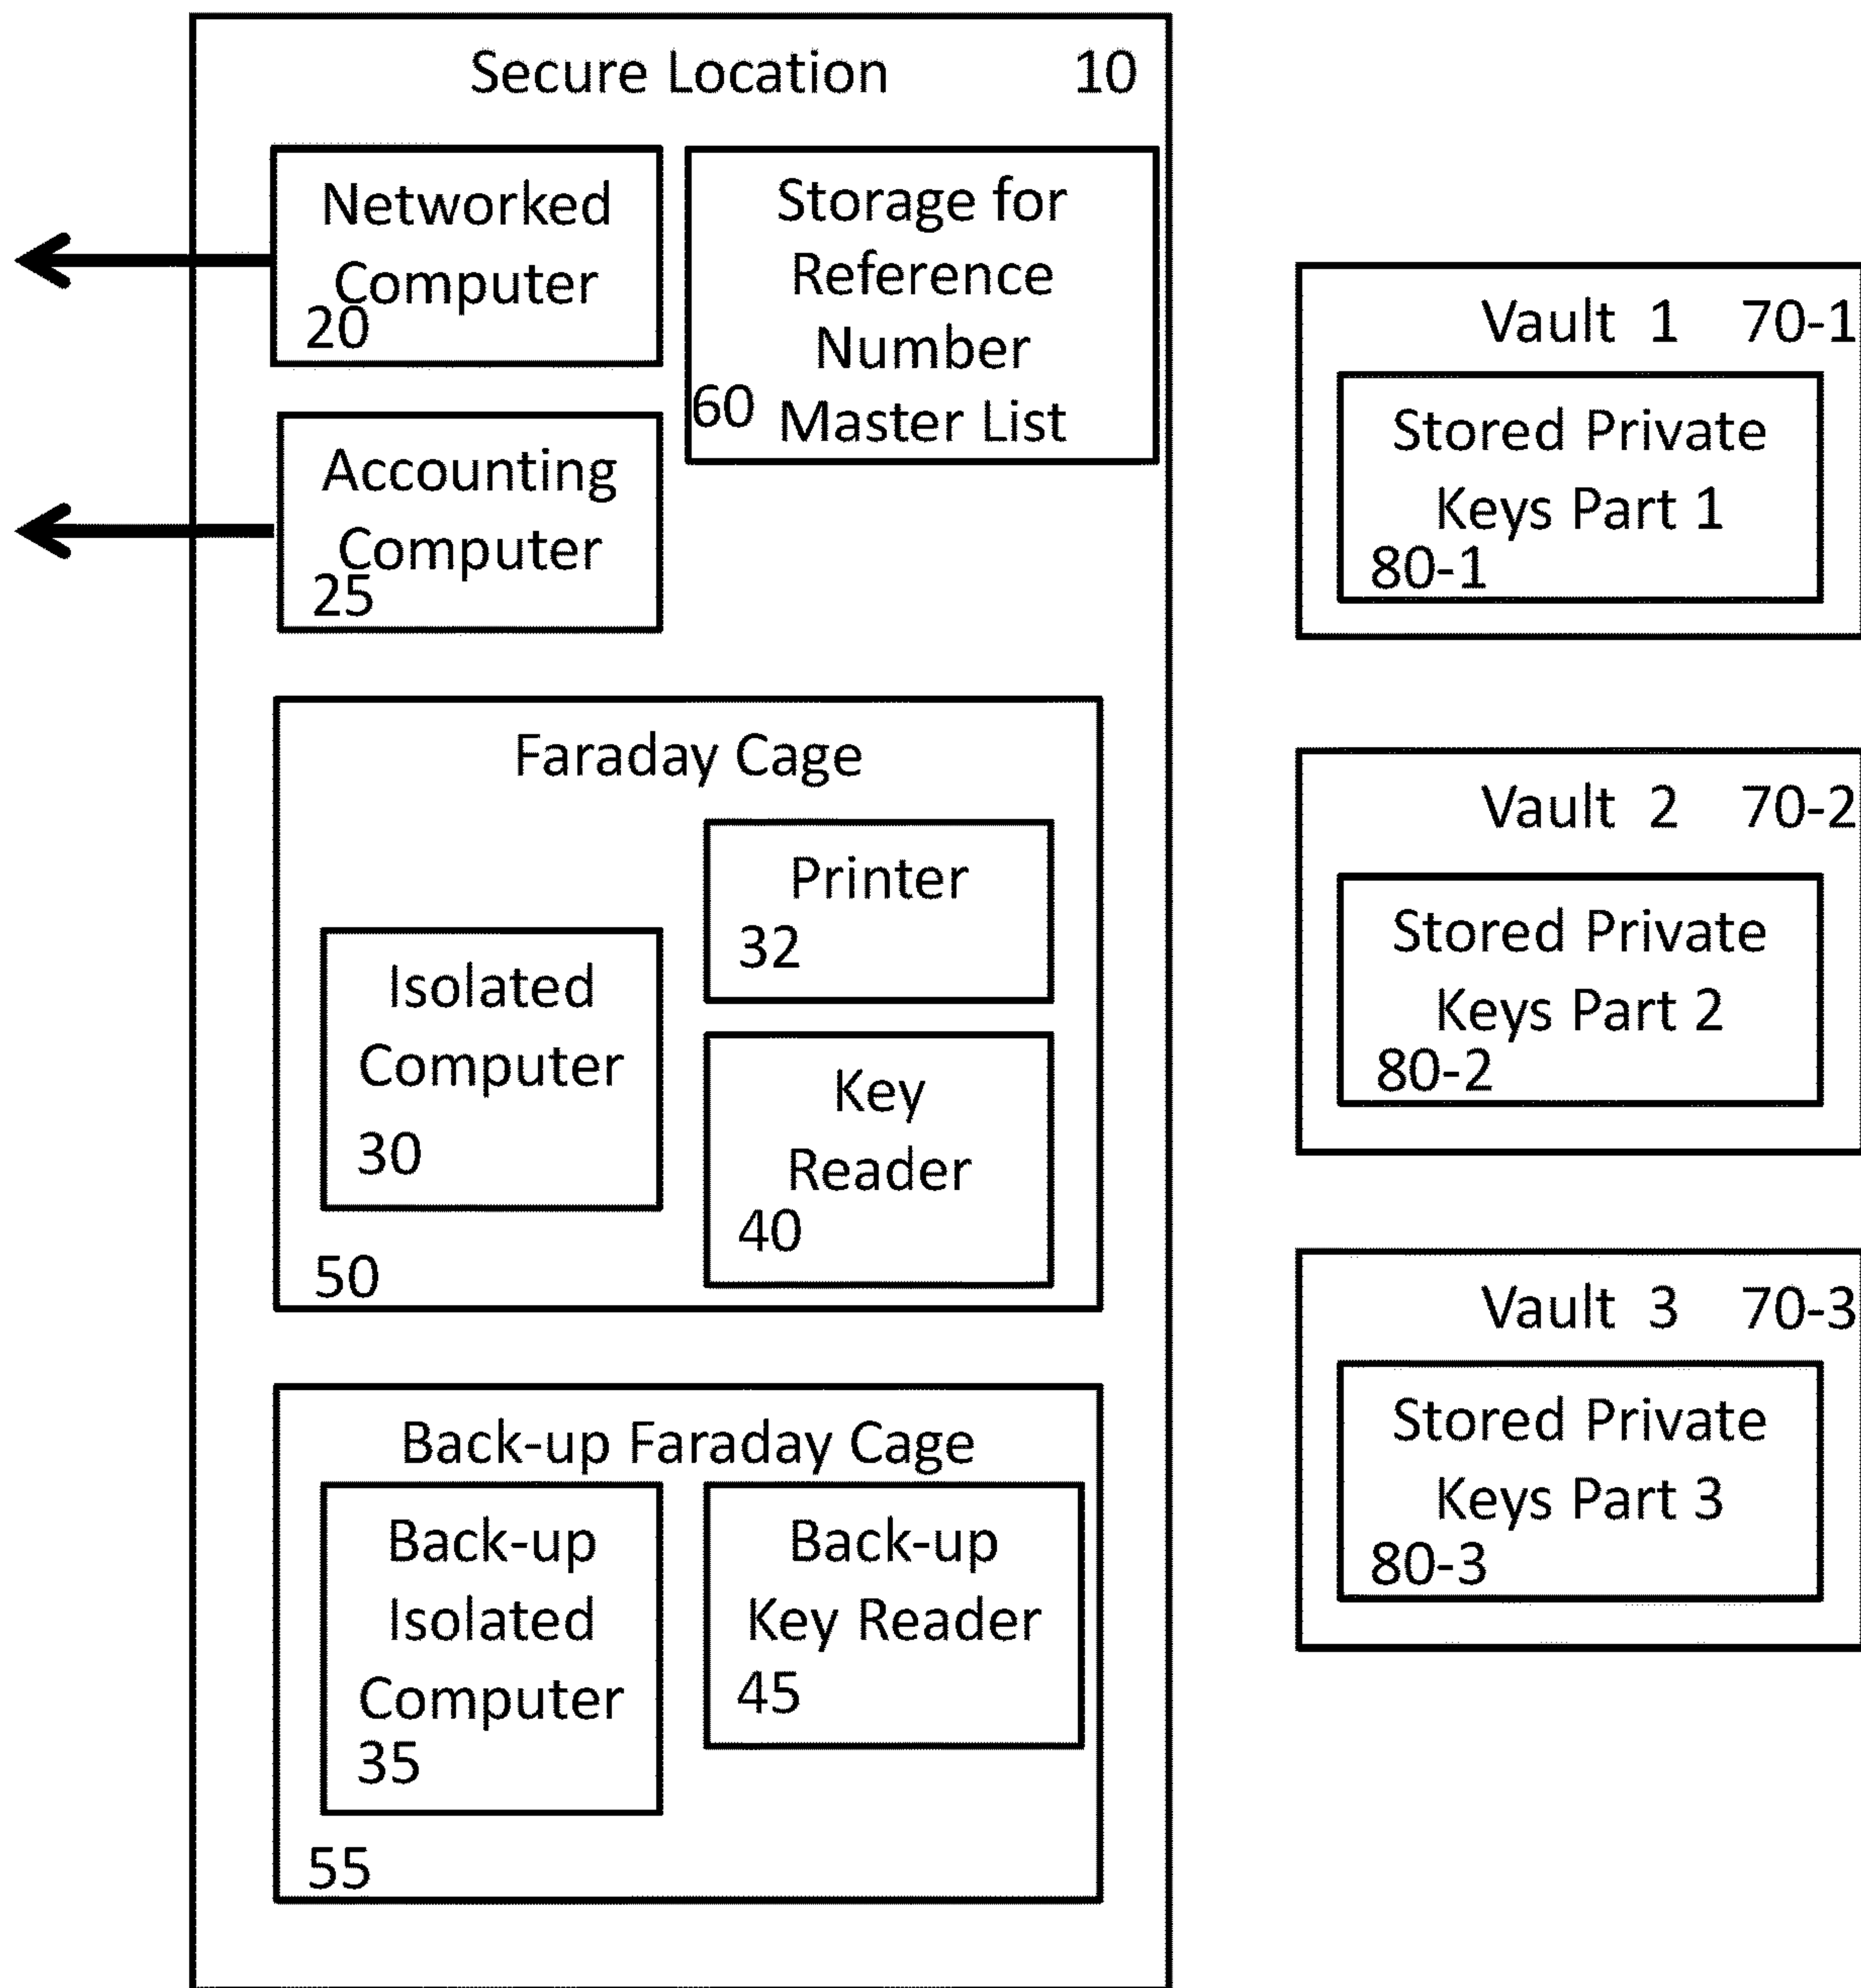 Secure Location 10
Networked
Computer
20
Storage for
Reference
Number
60 Master List
Accounting
Computer
25
Faraday Cage
Printer
32
Isolated
Computer
30
Key
Reader
40
50
Back-up Faraday Cage
Back-up
Isolated
Computer
35
Back-up
Key Reader
45
55
Vault 1 70-1
Stored Private
Keys Part 1
80-1
Vault 2 70-2
Stored Private
Keys Part 2
80-2
Vault 3 70-3
Stored Private
Keys Part 3
80-3